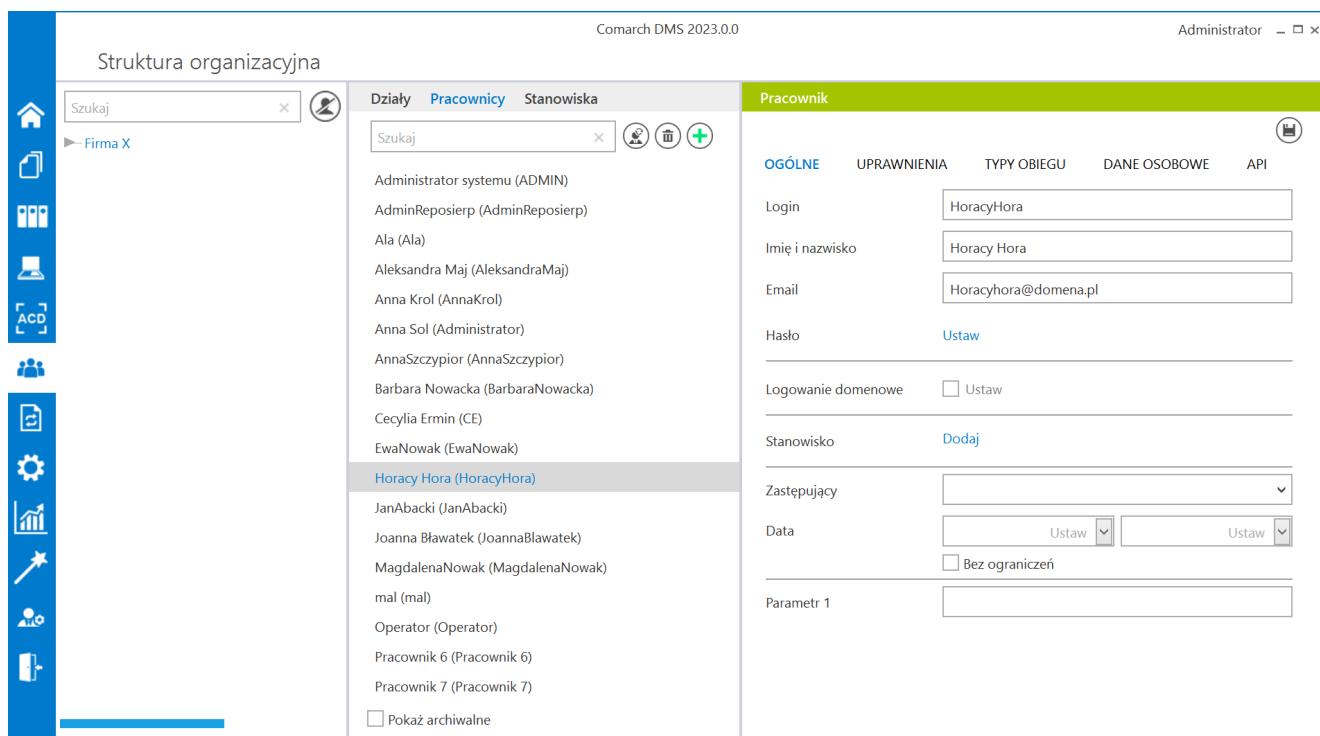 Comarch DMS 2023.0.0
Administrator
Struktura organizacyjna
Szukaj
Firma X
ACD
Działy Pracownicy Stanowiska
Szukaj
Administrator systemu (ADMIN)
AdminReposierp (AdminReposierp)
Ala (Ala)
Aleksandra Maj (AleksandraMaj)
Anna Krol (AnnaKrol)
Anna Sol (Administrator)
AnnaSzczypior (AnnaSzczypior)
Barbara Nowacka (BarbaraNowacka)
Cecylia Ermin (CE)
EwaNowak (EwaNowak)
Horacy Hora (HoracyHora)
JanAbacki (JanAbacki)
Joanna Bławatek (JoannaBlawatek)
MagdalenaNowak (MagdalenaNowak)
mal (mal)
Operator (Operator)
Pracownik 6 (Pracownik 6)
Pracownik 7 (Pracownik 7)
Pokaż archiwalne
Pracownik
OGÓLNE UPRAWNIENIA TYPY OBIEGU DANE OSOBOWE API
Login HoracyHora
Imię i nazwisko Horacy Hora
Email Horacyhora@domena.pl
Hasło Ustaw
Logowanie domenowe Ustaw
Stanowisko Dodaj
Zastępujący
Data Ustaw Ustaw
Bez ograniczeń
Parametr 1